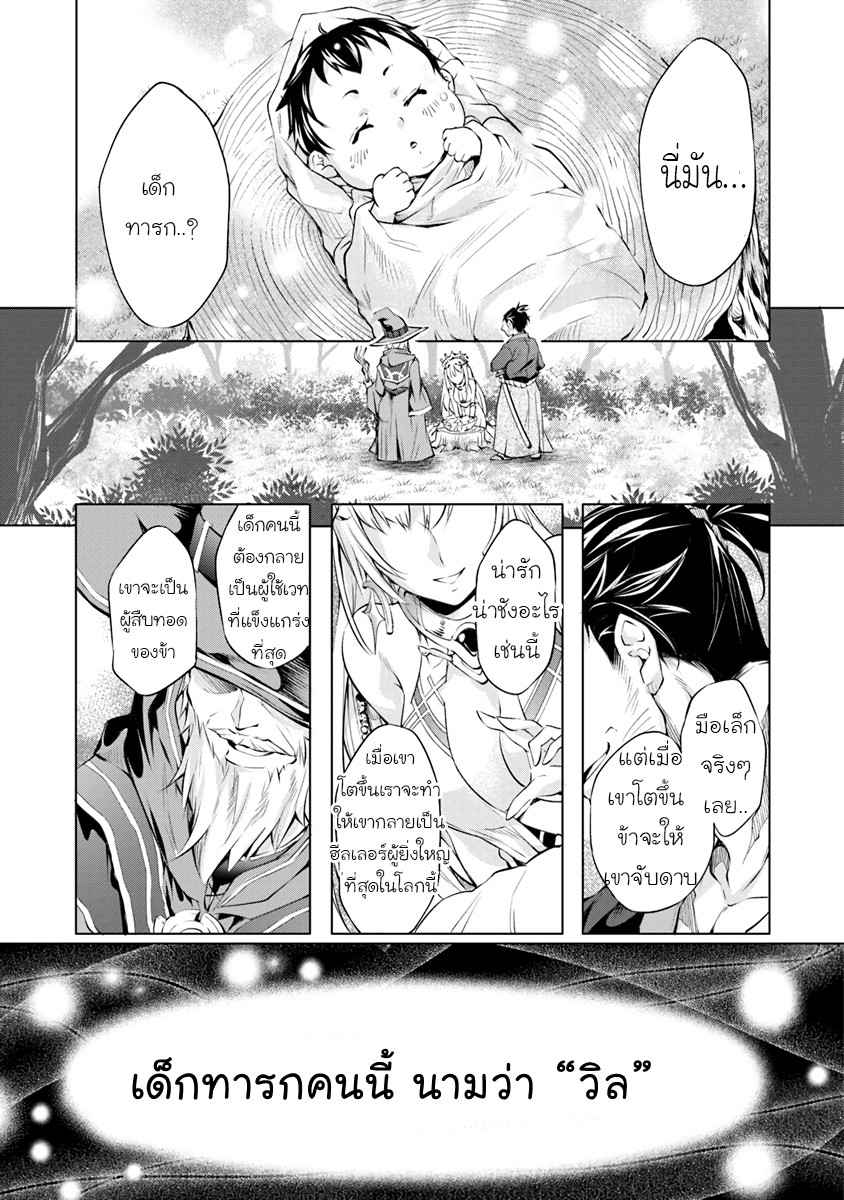 นี่มัน...
เด็ก
ทารก..?
มือเล็ก
จริงๆ
เลย..
แต่เมื่อ
เขาโตขึ้น
ข้าจะให้
เขาจับดาบ
น่ารัก
น่าชังอะไร
เช่นนี้
เมื่อเขา
โตขึ้นเราจะทำ
ให้เขากลายเป็น
ฮีลเลอร์ผู้ยิ่งใหญ่
ที่สุดในโลกนี้
เด็กคนนี้
ต้องกลาย
เป็นผู้ใช้เวท
ที่แข็งแกร่ง
ที่สุด
เขาจะเป็น
ผู้สืบทอด
ของข้า
เด็กทารกคนนี้ นามว่า “วิล”